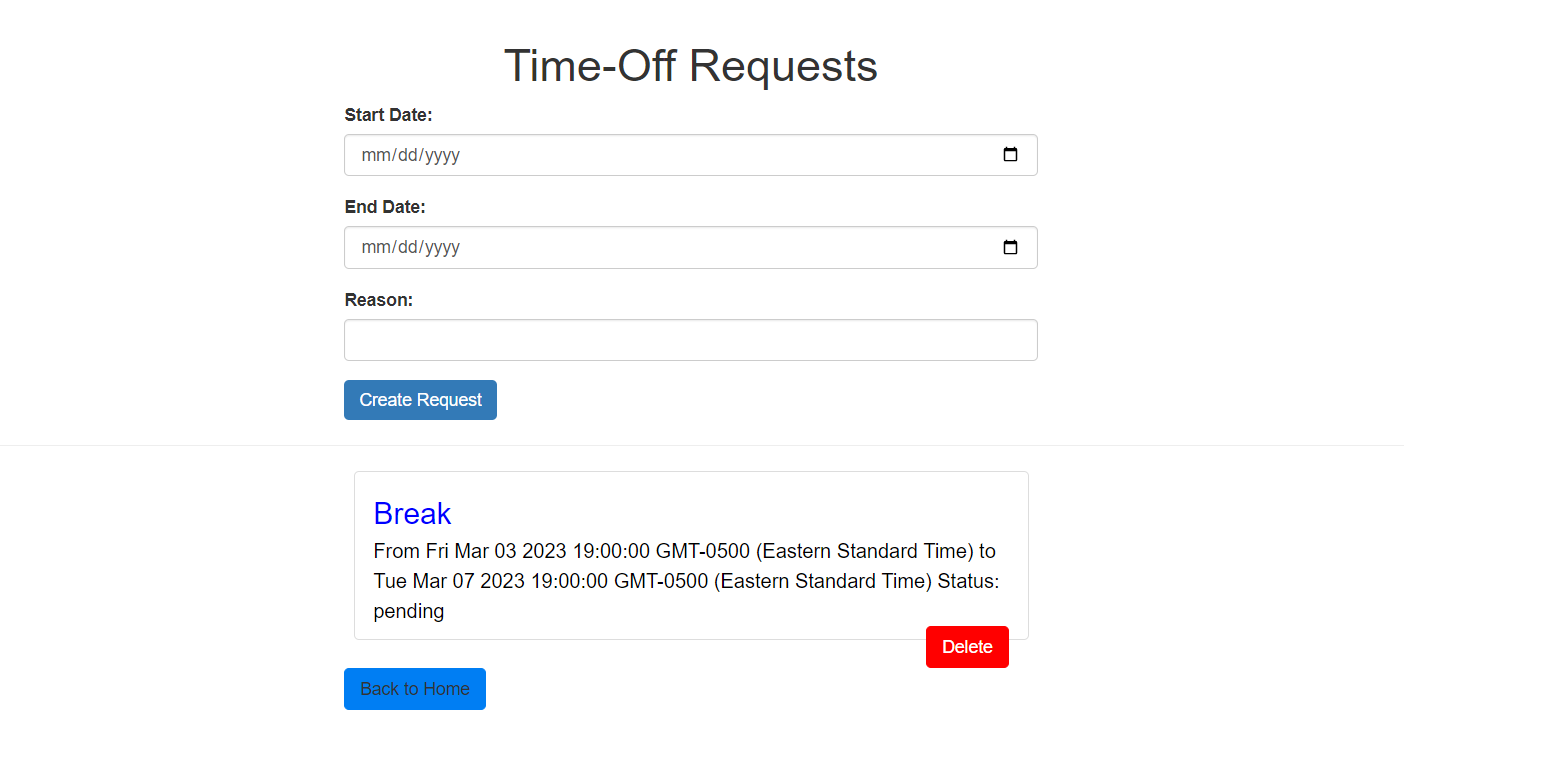 Time-Off Requests
Start Date:
mm/dd/yyyy
End Date:
mm/dd/yyyy
Reason:
Create Request
Break
From Fri Mar 03 2023 19:00:00 GMT-0500 (Eastern Standard Time) to
Tue Mar 07 2023 19:00:00 GMT-0500 (Eastern Standard Time) Status:
pending
Delete
Back to Home